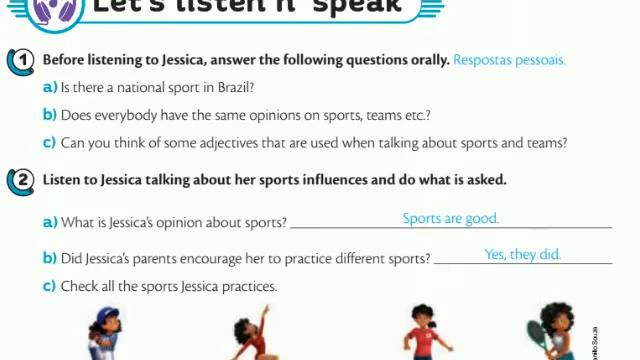 Let's listen n' speak
1 Before listening to Jessica, answer the following questions orally. Respostas pessoais.
a) Is there a national sport in Brazil?
b) Does everybody have the same opinions on sports, teams etc.?
c) Can you think of some adjectives that are used when talking about sports and teams?
2 Listen to Jessica talking about her sports influences and do what is asked.
a) What is Jessica's opinion about sports? Sports are good.
b) Did Jessica's parents encourage her to practice different sports? Yes, they did.
c) Check all the sports Jessica practices.
Danillo Souza